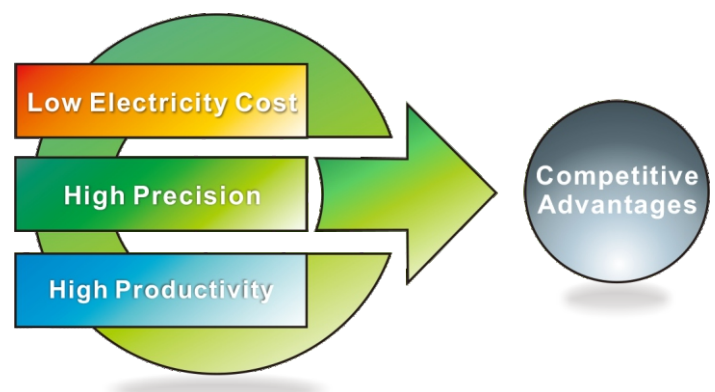 Low Electricity Cost
High Precision
High Productivity
Competitive
Advantages